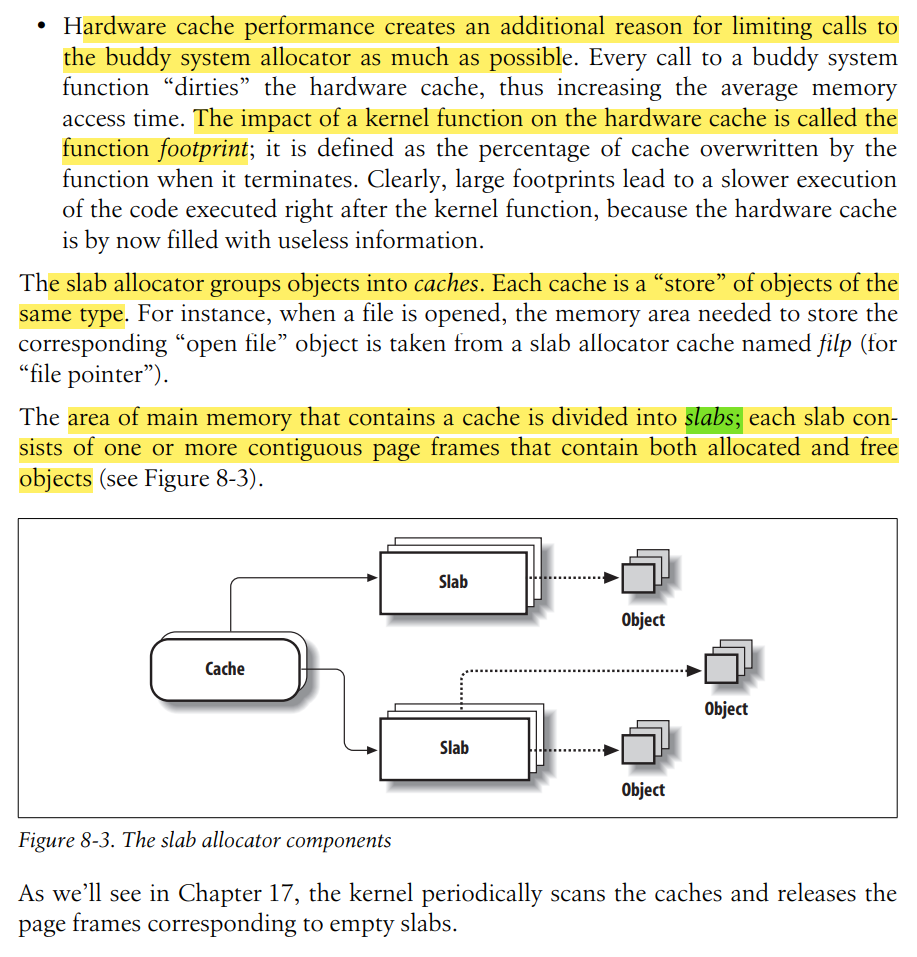 • Hardware cache performance creates an additional reason for limiting calls to
the buddy system allocator as much as possible. Every call to a buddy system
function “dirties” the hardware cache, thus increasing the average memory
access time. The impact of a kernel function on the hardware cache is called the
function footprint; it is defined as the percentage of cache overwritten by the
function when it terminates. Clearly, large footprints lead to a slower execution
of the code executed right after the kernel function, because the hardware cache
is by now filled with useless information.
The slab allocator groups objects into caches. Each cache is a “store” of objects of the
same type. For instance, when a file is opened, the memory area needed to store the
corresponding “open file” object is taken from a slab allocator cache named filp (for
“file pointer”).
The area of main memory that contains a cache is divided into slabs; each slab con-
sists of one or more contiguous page frames that contain both allocated and free
objects (see Figure 8-3).
Slab
Object
Cache
Object
Slab
Object
Figure 8-3. The slab allocator components
As we’ll see in Chapter 17, the kernel periodically scans the caches and releases the
page frames corresponding to empty slabs.